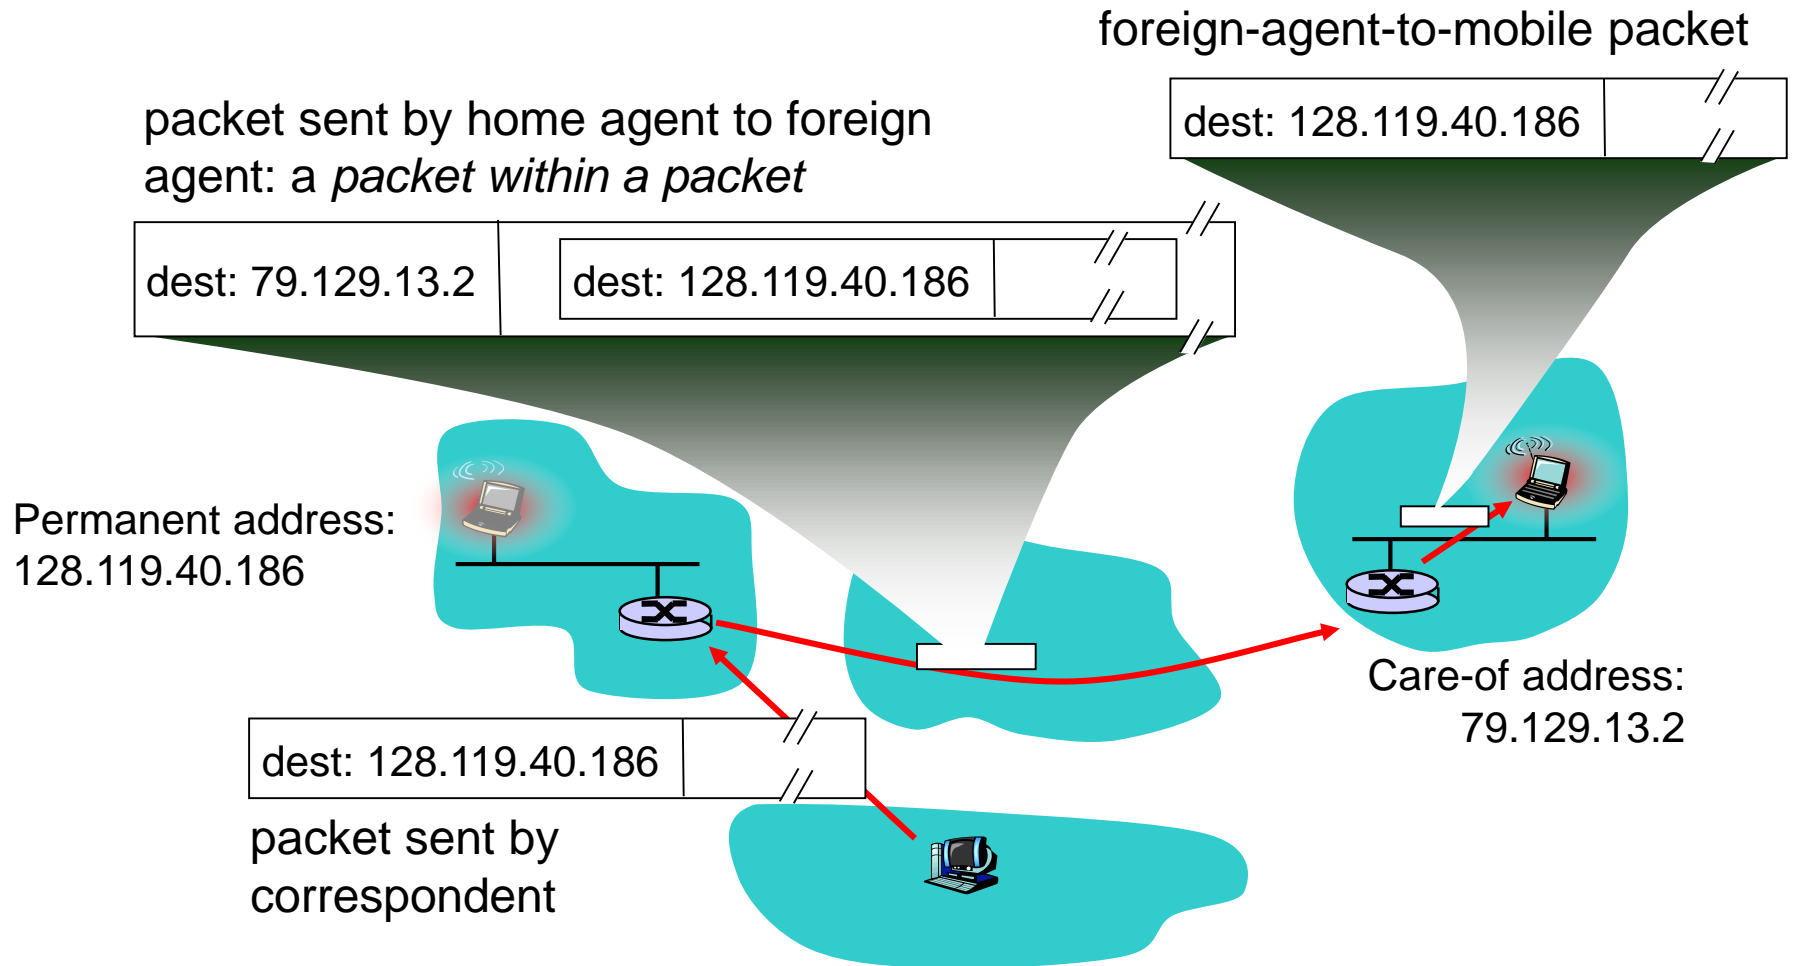 foreign-agent-to-mobile packet
dest: 128.119.40.186
packet sent by home agent to foreign
agent: a packet within a packet
dest: 79.129.13.2
dest: 128.119.40.186
Permanent address:
128.119.40.186
Care-of address:
79.129.13.2
dest: 128.119.40.186
packet sent by
correspondent